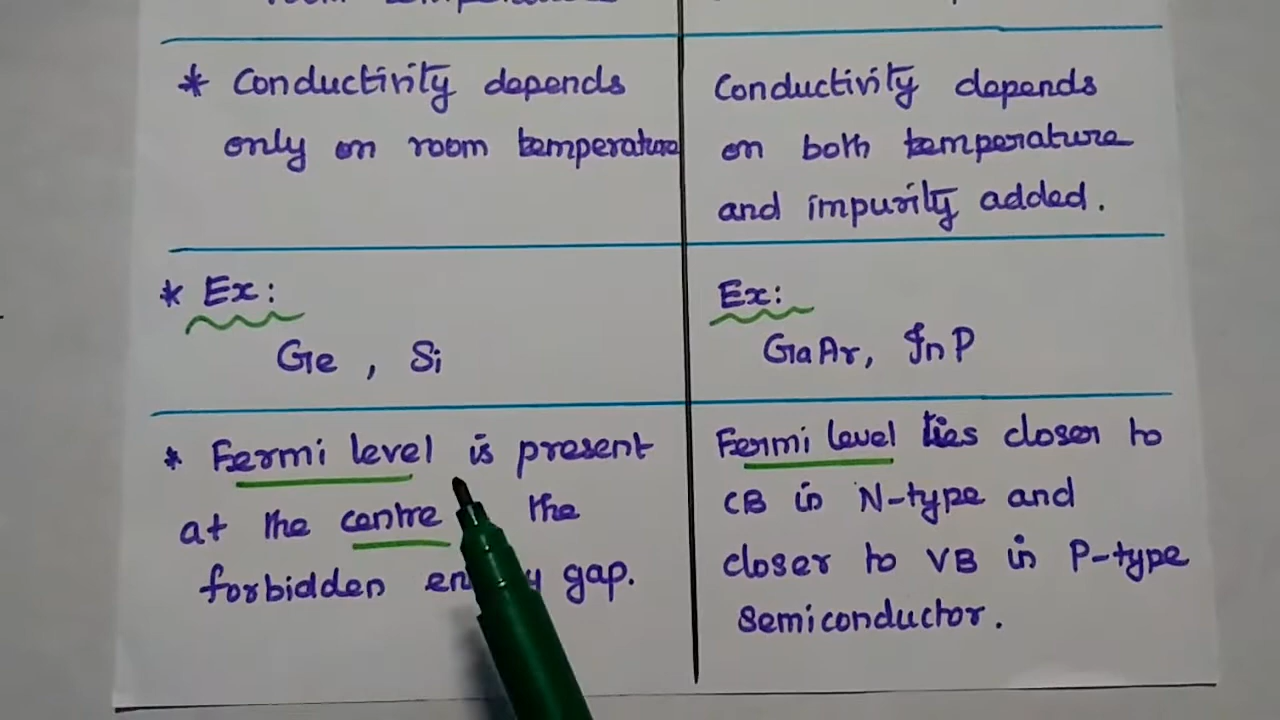 * Conductivity depends
only on room temperature
Conductivity depends
on both temperature
and impurity added.
* Ex:
Ge , Si
Ex:
GaAr, InP
* Fermi level is present
at the centre the
forbidden gap.
Fermi level lies closer to
CB in N-type and
closer to VB in P-type
semiconductor.